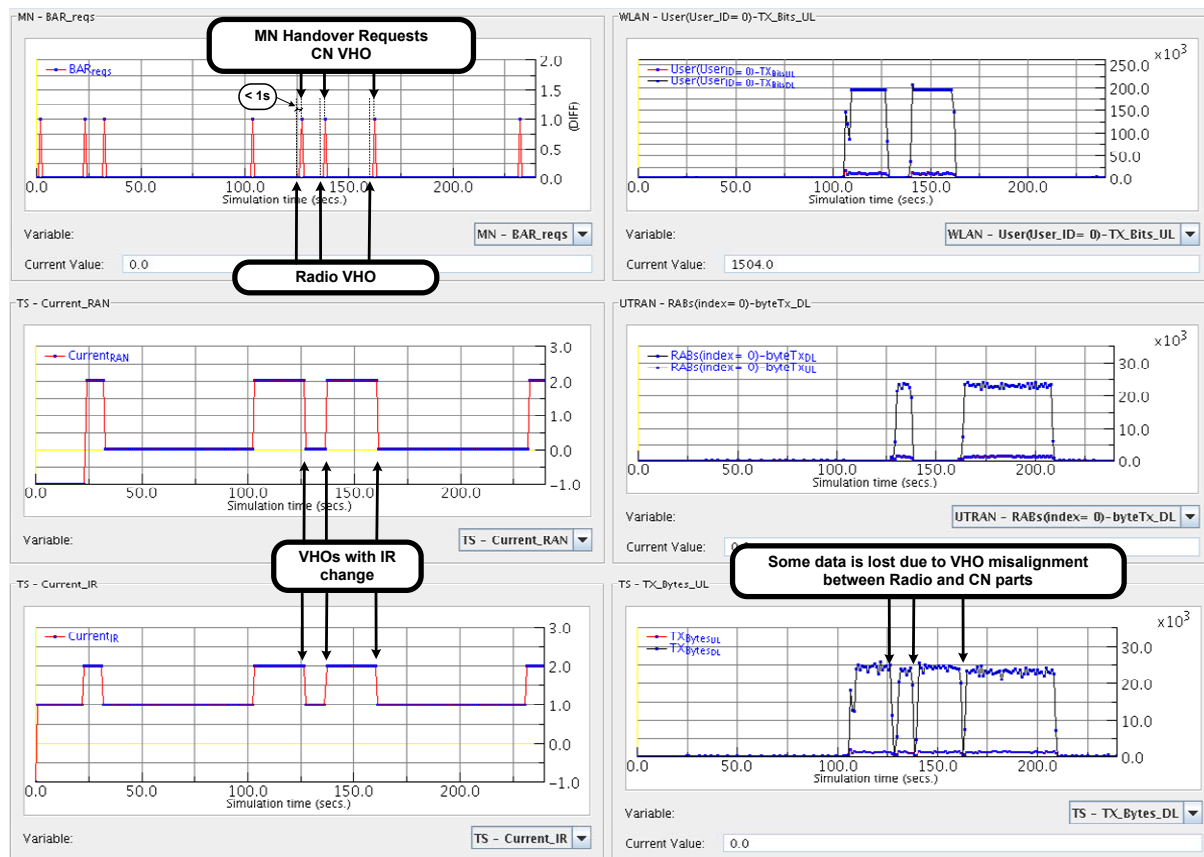 MN - BAR_reqs
MN Handover Requests
CN VHO
BARreqs
< 1s
2.0
1.5
1.0
0.5
0.0
(DIFF)
0.0 50.0 100.0 150.0 200.0
Simulation time (secs.)
Variable: MN - BAR_reqs
Current Value: 0.0
Radio VHO
WLAN - User(User_ID= 0)-TX_Bits_UL
x10³
User(UserID= 0)-TXBitsUL
User(UserID= 0)-TXBitsDL
250.0
200.0
150.0
100.0
50.0
0.0
0.0 50.0 100.0 150.0 200.0
Simulation time (secs.)
Variable: WLAN - User(User_ID= 0)-TX_Bits_UL
Current Value: 1504.0
TS - Current_RAN
CurrentRAN
3.0
2.0
1.0
0.0
-1.0
0.0 50.0 100.0 150.0 200.0
Simulation time (secs.)
Variable: TS - Current_RAN
VHOs with IR
change
UTRAN - RABs(index= 0)-byteTx_DL
x10³
RABs(index= 0)-byteTxDL
RABs(index= 0)-byteTxUL
30.0
20.0
10.0
0.0
0.0 50.0 100.0 150.0 200.0
Simulation time (secs.)
Variable: UTRAN - RABs(index= 0)-byteTx_DL
Current Value:
Some data is lost due to VHO misalignment
between Radio and CN parts
TS - Current_IR
CurrentIR
3.0
2.0
1.0
0.0
-1.0
0.0 50.0 100.0 150.0 200.0
Simulation time (secs.)
Variable: TS - Current_IR
TS - TX_Bytes_UL
x10³
TXBytesUL
TXBytesDL
30.0
20.0
10.0
0.0
0.0 50.0 100.0 150.0 200.0
Simulation time (secs.)
Variable: TS - TX_Bytes_DL
Current Value: 0.0